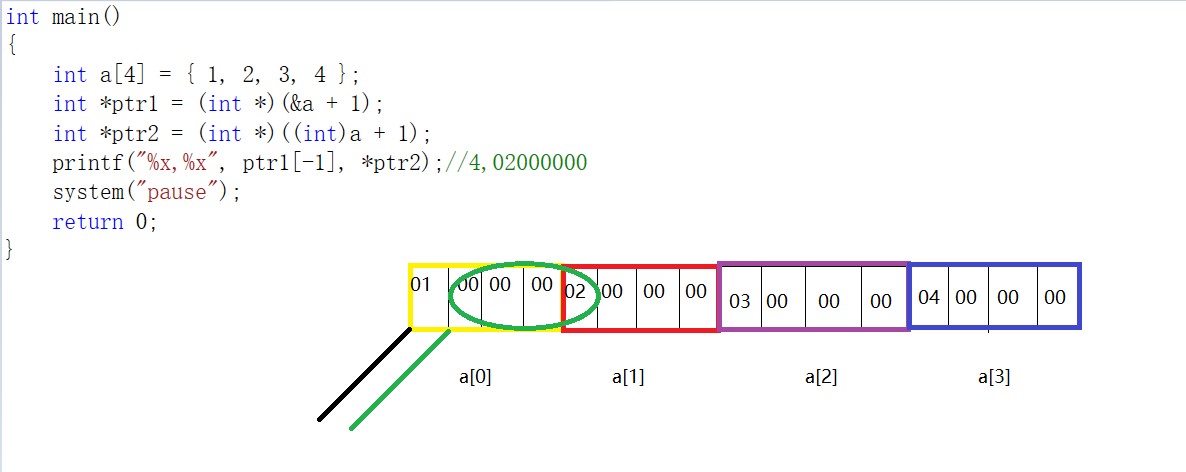 int main()
{
int a[4] = { 1, 2, 3, 4 };
int *ptr1 = (int *)(&a + 1);
int *ptr2 = (int *)((int)a + 1);
printf("%x,%x", ptr1[-1], *ptr2);//4,02000000
system("pause");
return 0;
}
01 00 00 00 02 00 00 00 03 00 00 00 04 00 00 00
a[0] a[1] a[2] a[3]